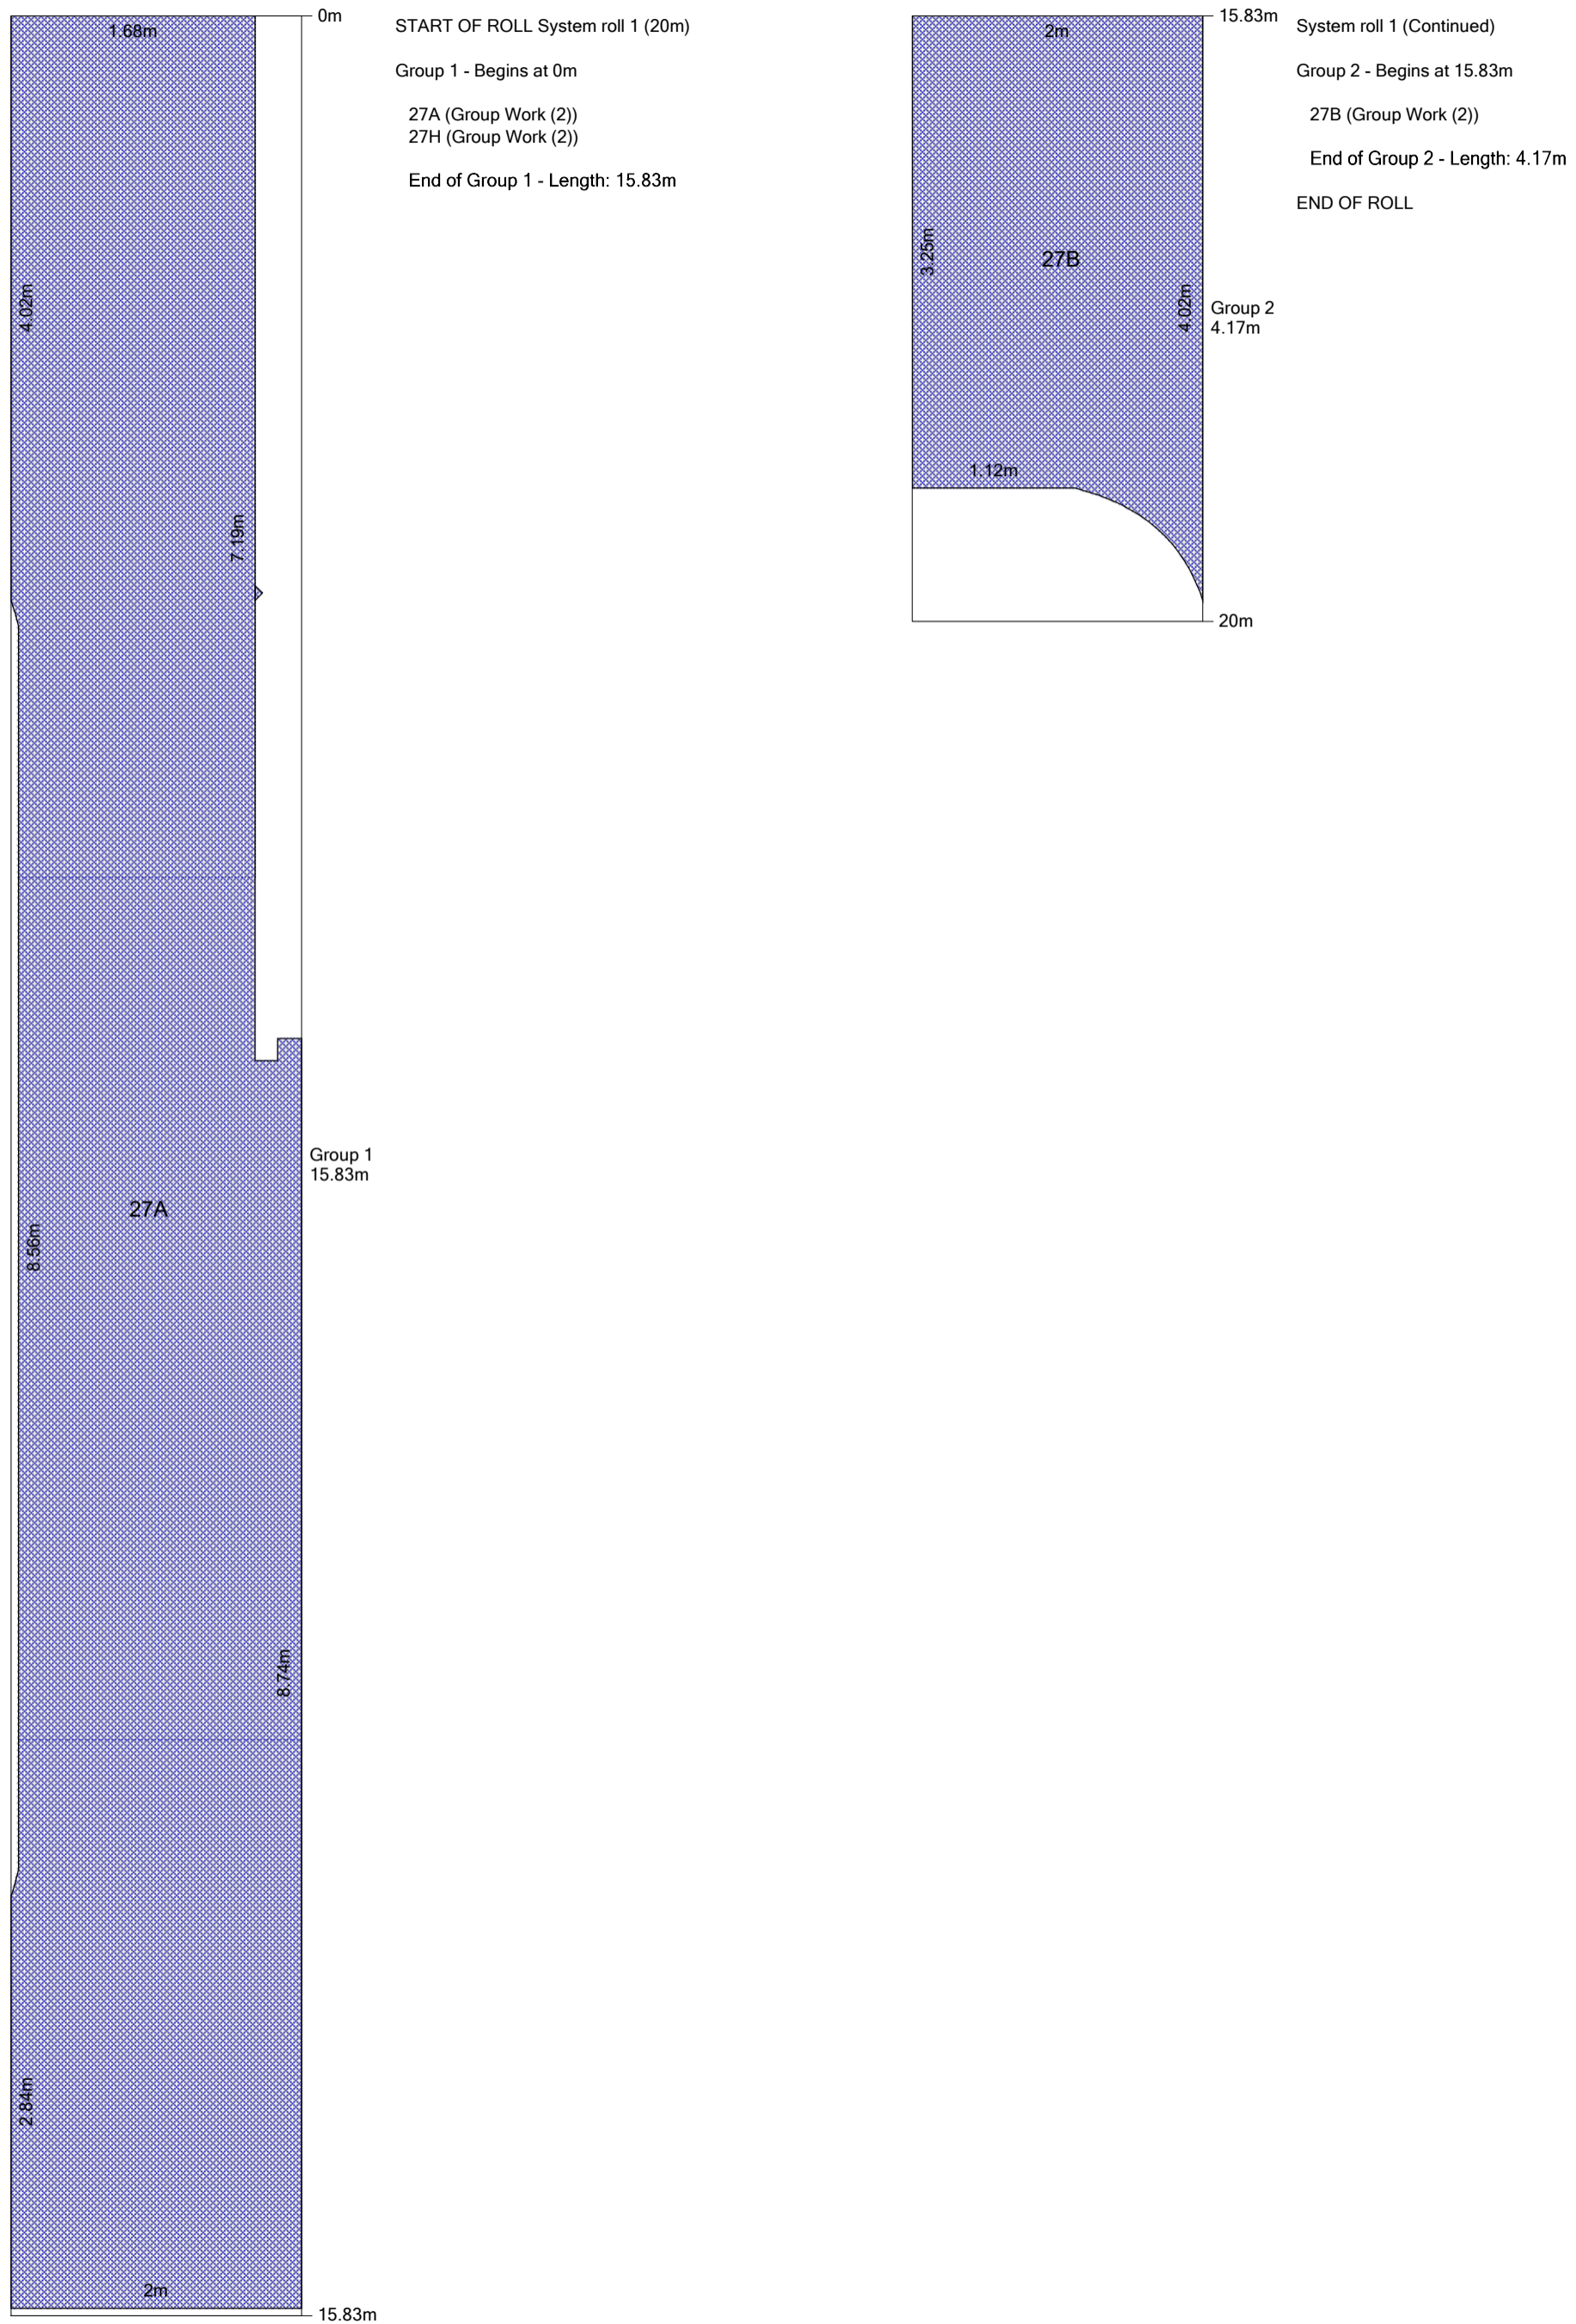 0m
START OF ROLL System roll 1 (20m)
1.68m
Group 1 - Begins at 0m
27A (Group Work (2))
27H (Group Work (2))
End of Group 1 - Length: 15.83m
4.02m
7.19m
Group 1
15.83m
27A
8.56m
8.74m
2.84m
2m
15.83m
15.83m
System roll 1 (Continued)
2m
Group 2 - Begins at 15.83m
27B (Group Work (2))
End of Group 2 - Length: 4.17m
END OF ROLL
3.25m
27B
4.02m
Group 2
4.17m
1.12m
20m